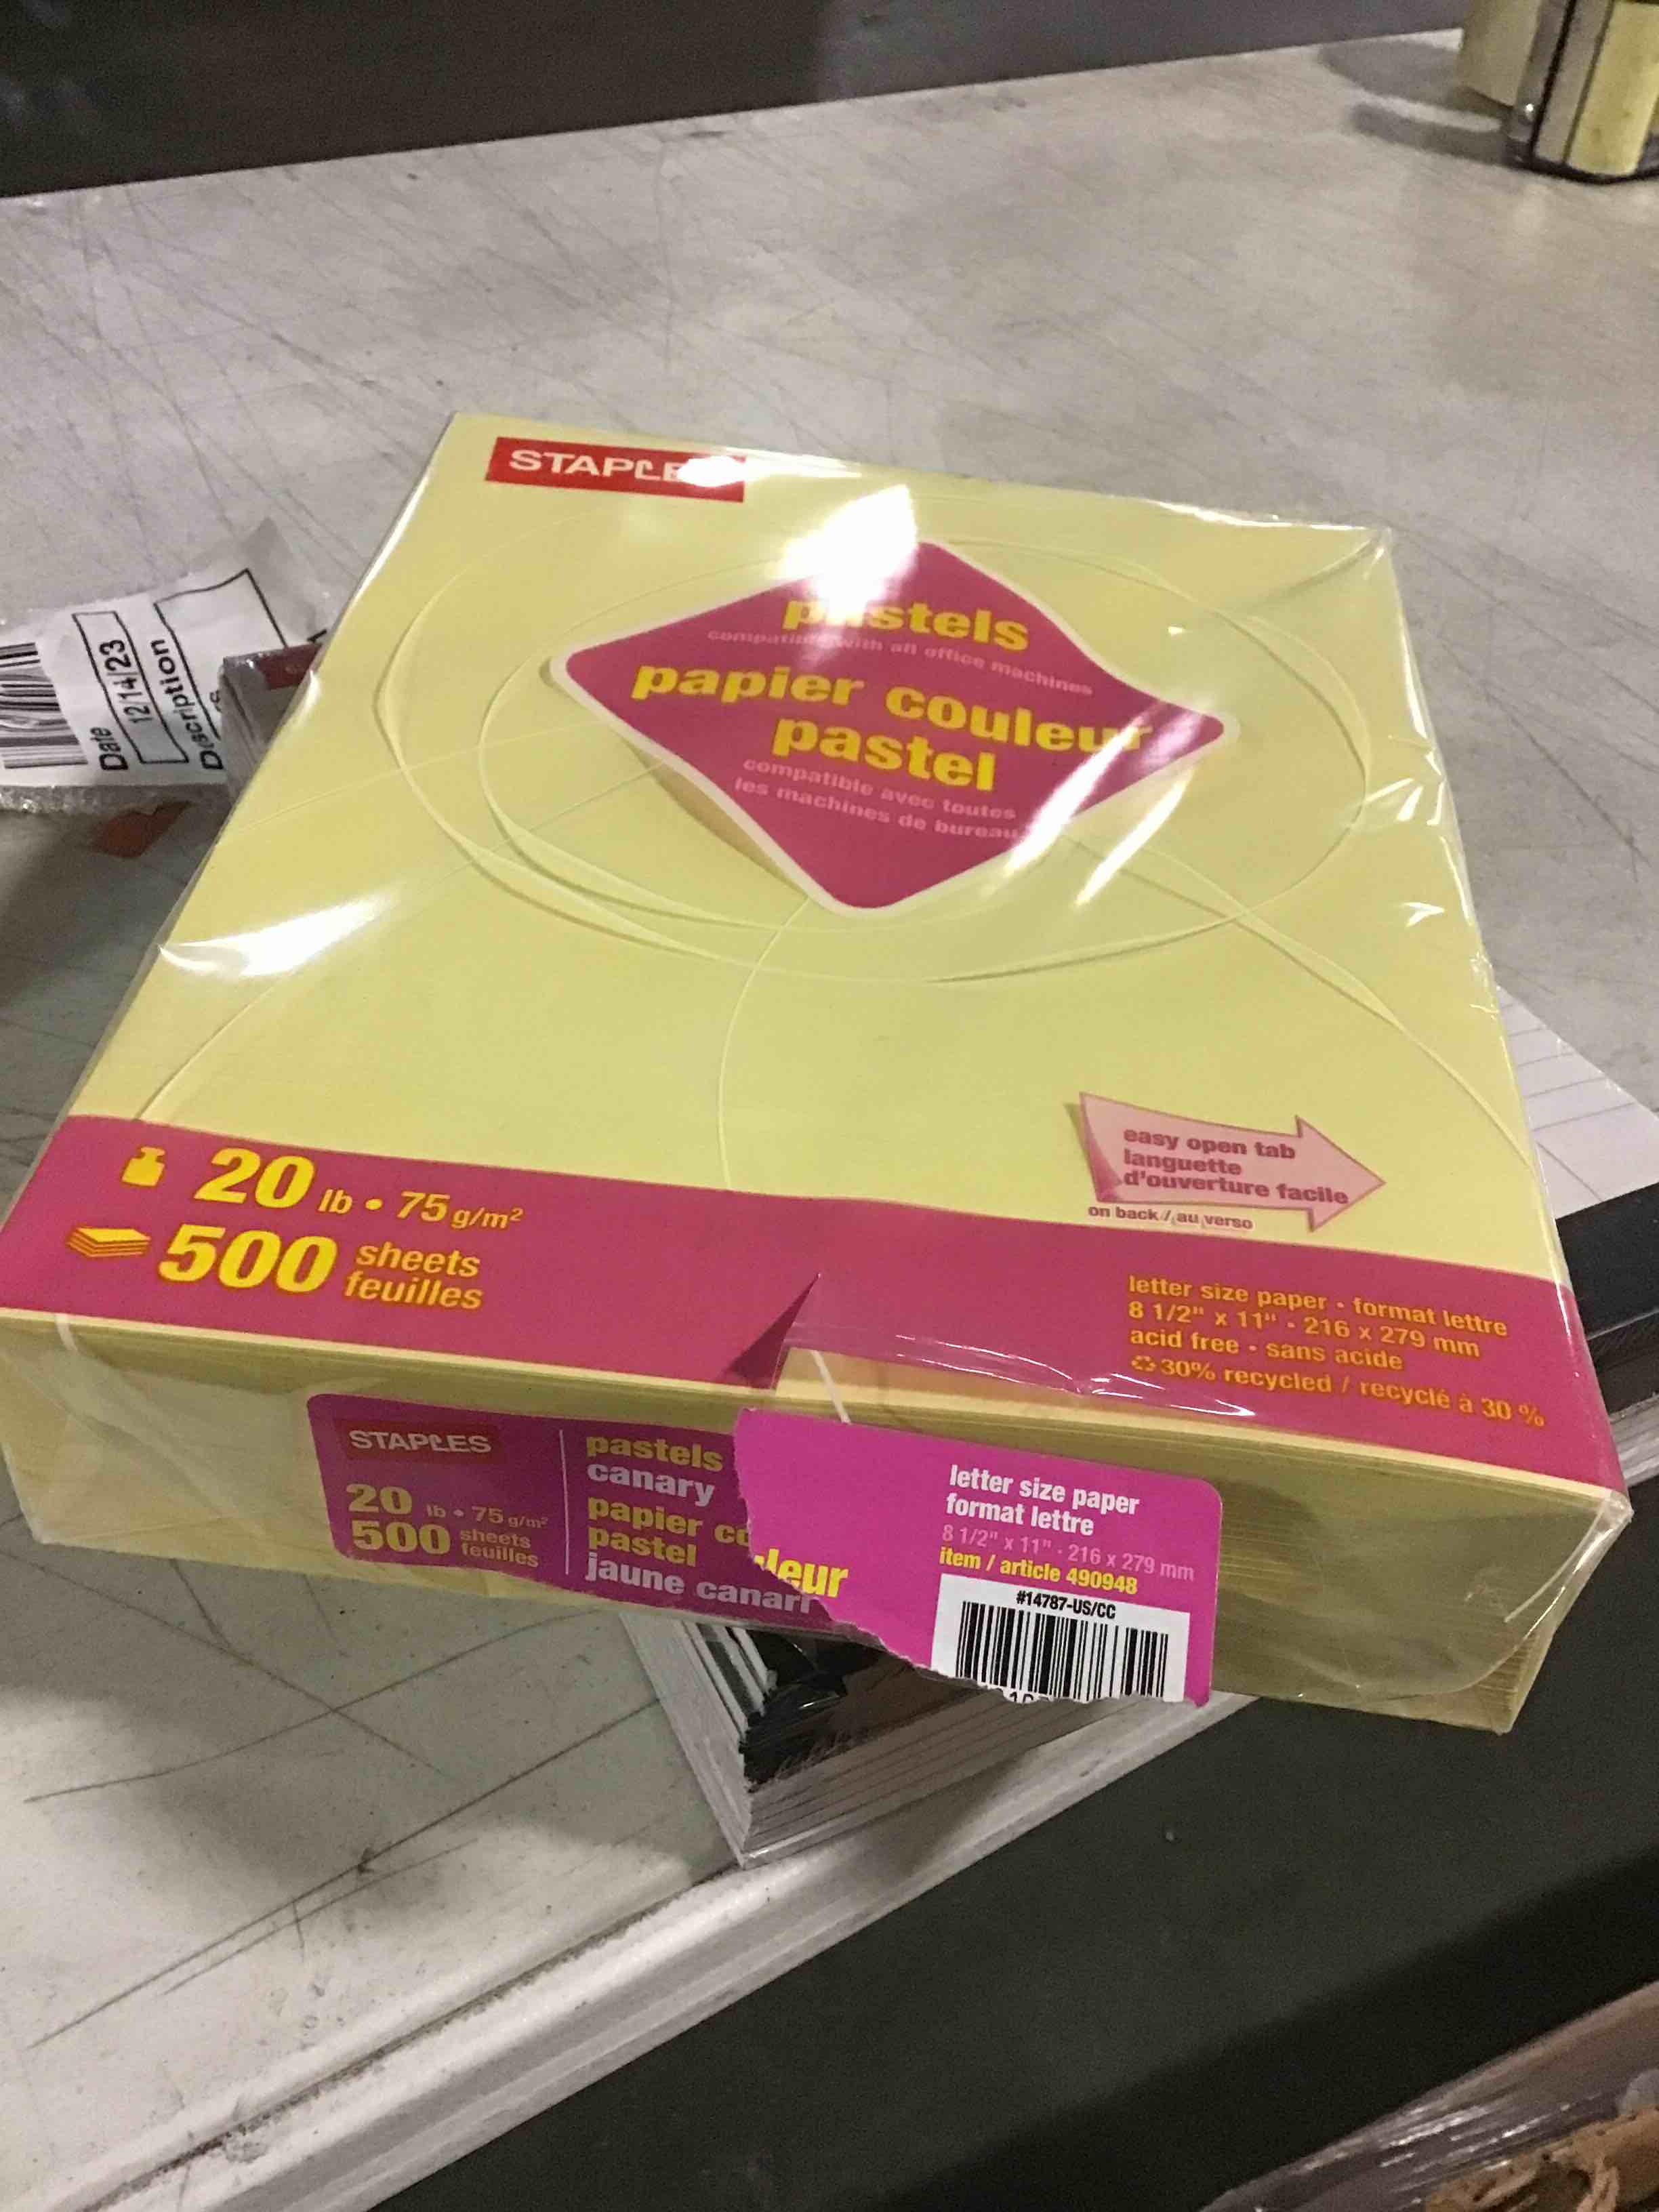 STAPLES
pastels
compatible with all office machines
papier couleur
pastel
compatible avec toutes
les machines de bureau
Date
12/14/23
Description
easy open tab
languette
d'ouverture facile
on back / au verso
20 lb • 75 g/m²
500 sheets
feuilles
letter size paper • format lettre
8 1/2" x 11" • 216 x 279 mm
acid free • sans acide
30% recycled / recyclé à 30 %
STAPLES
20 lb • 75 g/m²
500 sheets
feuilles
pastels
canary
papier co
pastel
jaune canari
leur
letter size paper
format lettre
8 1/2" x 11" • 216 x 279 mm
item / article 490948
#14787-US/CC